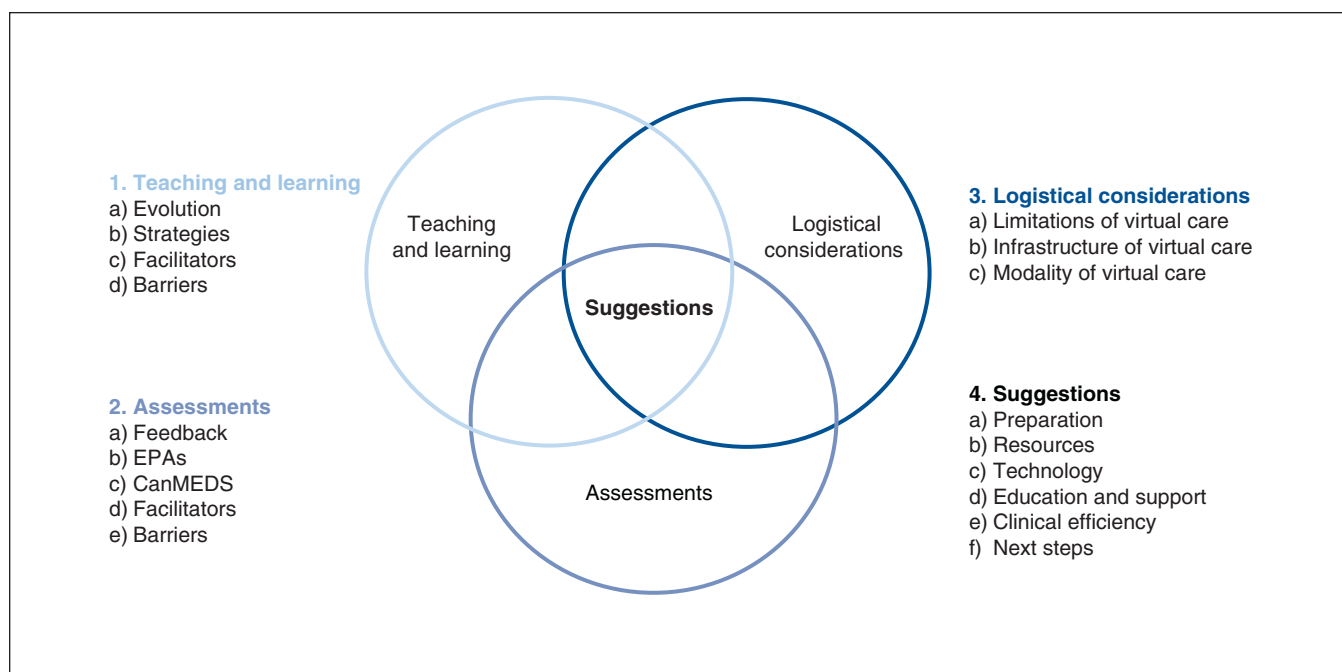 1. Teaching and learning
a) Evolution
b) Strategies
c) Facilitators
d) Barriers
2. Assessments
a) Feedback
b) EPAs
c) CanMEDS
d) Facilitators
e) Barriers
Teaching
and learning
Logistical
considerations
Suggestions
Assessments
3. Logistical considerations
a) Limitations of virtual care
b) Infrastructure of virtual care
c) Modality of virtual care
4. Suggestions
a) Preparation
b) Resources
c) Technology
d) Education and support
e) Clinical efficiency
f) Next steps